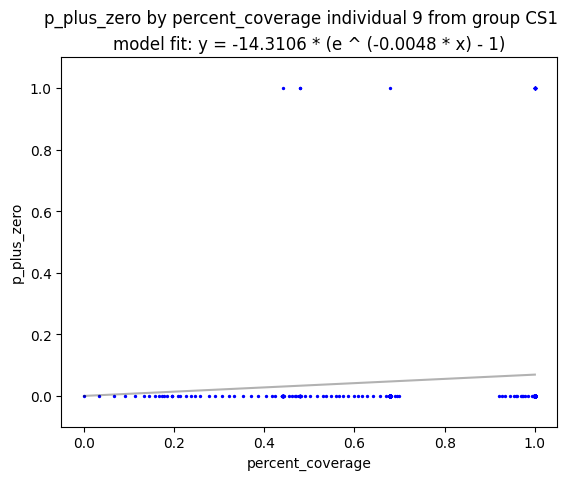 p_plus_zero by percent_coverage individual 9 from group CS1
model fit: y = -14.3106 * (e ^ (-0.0048 * x) - 1)
1.0
0.8
0.6
0.4
0.2
0.0
p_plus_zero
0.0 0.2 0.4 0.6 0.8 1.0
percent_coverage